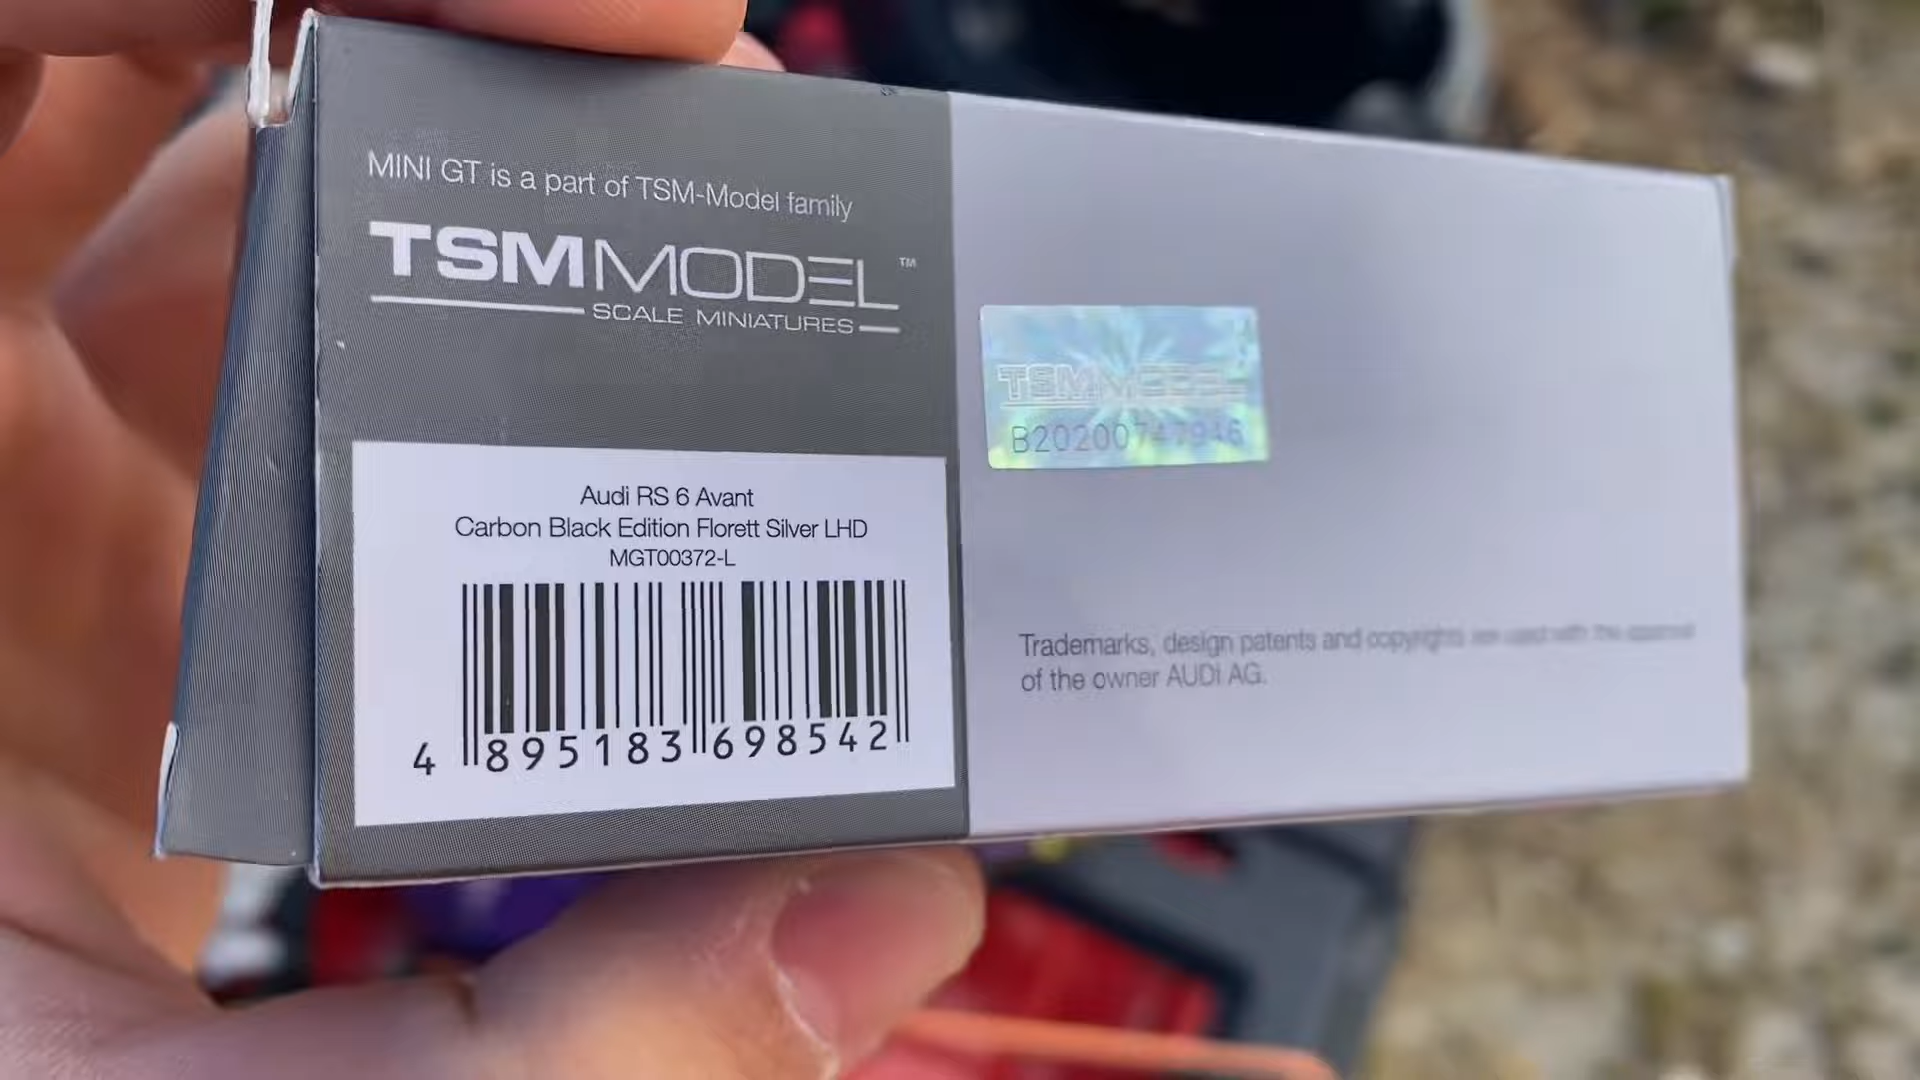 MINI GT is a part of TSM-Model family
TSMMODEL™
SCALE MINIATURES
TSMMODEL
B20200747946
Audi RS 6 Avant
Carbon Black Edition Florett Silver LHD
MGT00372-L
4 895183 698542
Trademarks, design patents and copyrights are used with the approval
of the owner AUDI AG.